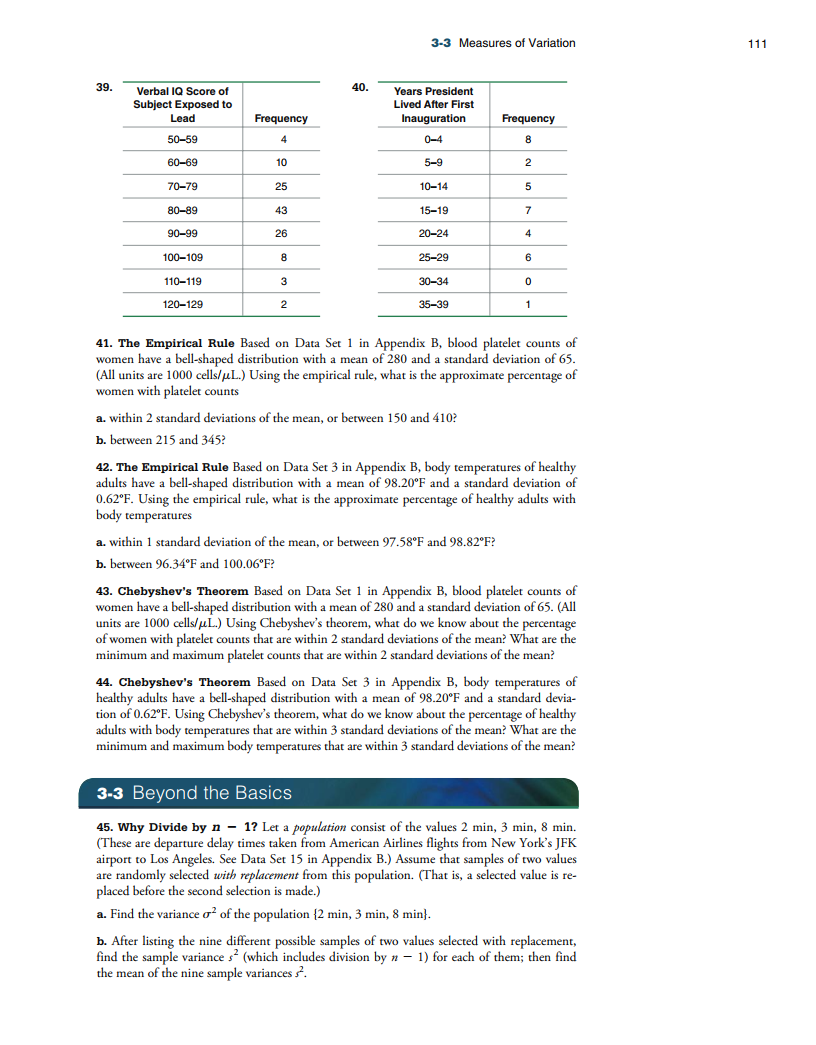 3-3 Measures of Variation 111
39.
Verbal IQ Score of
Subject Exposed to
Lead Frequency
50–59 4
60–69 10
70–79 25
80–89 43
90–99 26
100–109 8
110–119 3
120–129 2
40.
Years President
Lived After First
Inauguration Frequency
0–4 8
5–9 2
10–14 5
15–19 7
20–24 4
25–29 6
30–34 0
35–39 1
41. The Empirical Rule Based on Data Set 1 in Appendix B, blood platelet counts of
women have a bell-shaped distribution with a mean of 280 and a standard deviation of 65.
(All units are 1000 cells/μL.) Using the empirical rule, what is the approximate percentage of
women with platelet counts
a. within 2 standard deviations of the mean, or between 150 and 410?
b. between 215 and 345?
42. The Empirical Rule Based on Data Set 3 in Appendix B, body temperatures of healthy
adults have a bell-shaped distribution with a mean of 98.20°F and a standard deviation of
0.62°F. Using the empirical rule, what is the approximate percentage of healthy adults with
body temperatures
a. within 1 standard deviation of the mean, or between 97.58°F and 98.82°F?
b. between 96.34°F and 100.06°F?
43. Chebyshev's Theorem Based on Data Set 1 in Appendix B, blood platelet counts of
women have a bell-shaped distribution with a mean of 280 and a standard deviation of 65. (All
units are 1000 cells/μL.) Using Chebyshev's theorem, what do we know about the percentage
of women with platelet counts that are within 2 standard deviations of the mean? What are the
minimum and maximum platelet counts that are within 2 standard deviations of the mean?
44. Chebyshev's Theorem Based on Data Set 3 in Appendix B, body temperatures of
healthy adults have a bell-shaped distribution with a mean of 98.20°F and a standard devia-
tion of 0.62°F. Using Chebyshev's theorem, what do we know about the percentage of healthy
adults with body temperatures that are within 3 standard deviations of the mean? What are the
minimum and maximum body temperatures that are within 3 standard deviations of the mean?
3-3 Beyond the Basics
45. Why Divide by n − 1? Let a population consist of the values 2 min, 3 min, 8 min.
(These are departure delay times taken from American Airlines flights from New York's JFK
airport to Los Angeles. See Data Set 15 in Appendix B.) Assume that samples of two values
are randomly selected with replacement from this population. (That is, a selected value is re-
placed before the second selection is made.)
a. Find the variance σ² of the population {2 min, 3 min, 8 min}.
b. After listing the nine different possible samples of two values selected with replacement,
find the sample variance s² (which includes division by n − 1) for each of them; then find
the mean of the nine sample variances s².